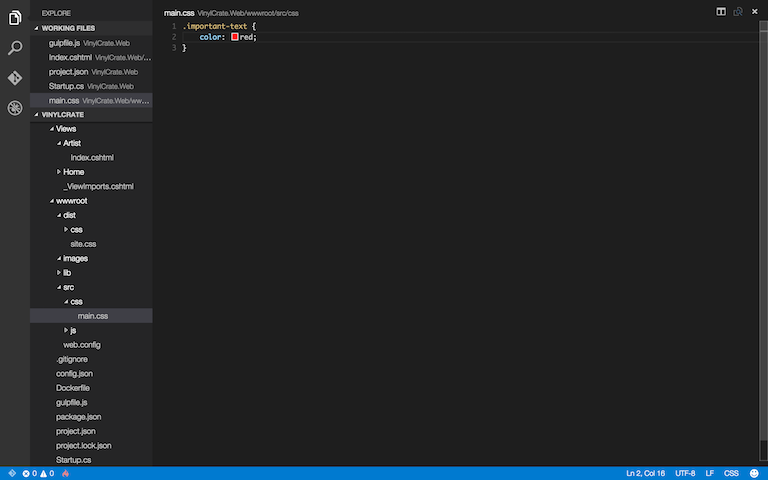 EXPLORE
WORKING FILES
gulpfile.js VinylCrate.Web
Index.cshtml VinylCrate.Web/...
project.json VinylCrate.Web
Startup.cs VinylCrate.Web
main.css VinylCrate.Web/ww...
VINYLCRATE
Views
Artist
Index.cshtml
Home
_ViewImports.cshtml
wwwroot
dist
css
site.css
images
lib
src
css
main.css
js
web.config
.gitignore
config.json
Dockerfile
gulpfile.js
package.json
project.json
project.lock.json
Startup.cs
main.css VinylCrate.Web/wwwroot/src/css
1 .important-text {
2 color: red;
3 }
0 0
Ln 2, Col 16 UTF-8 LF CSS